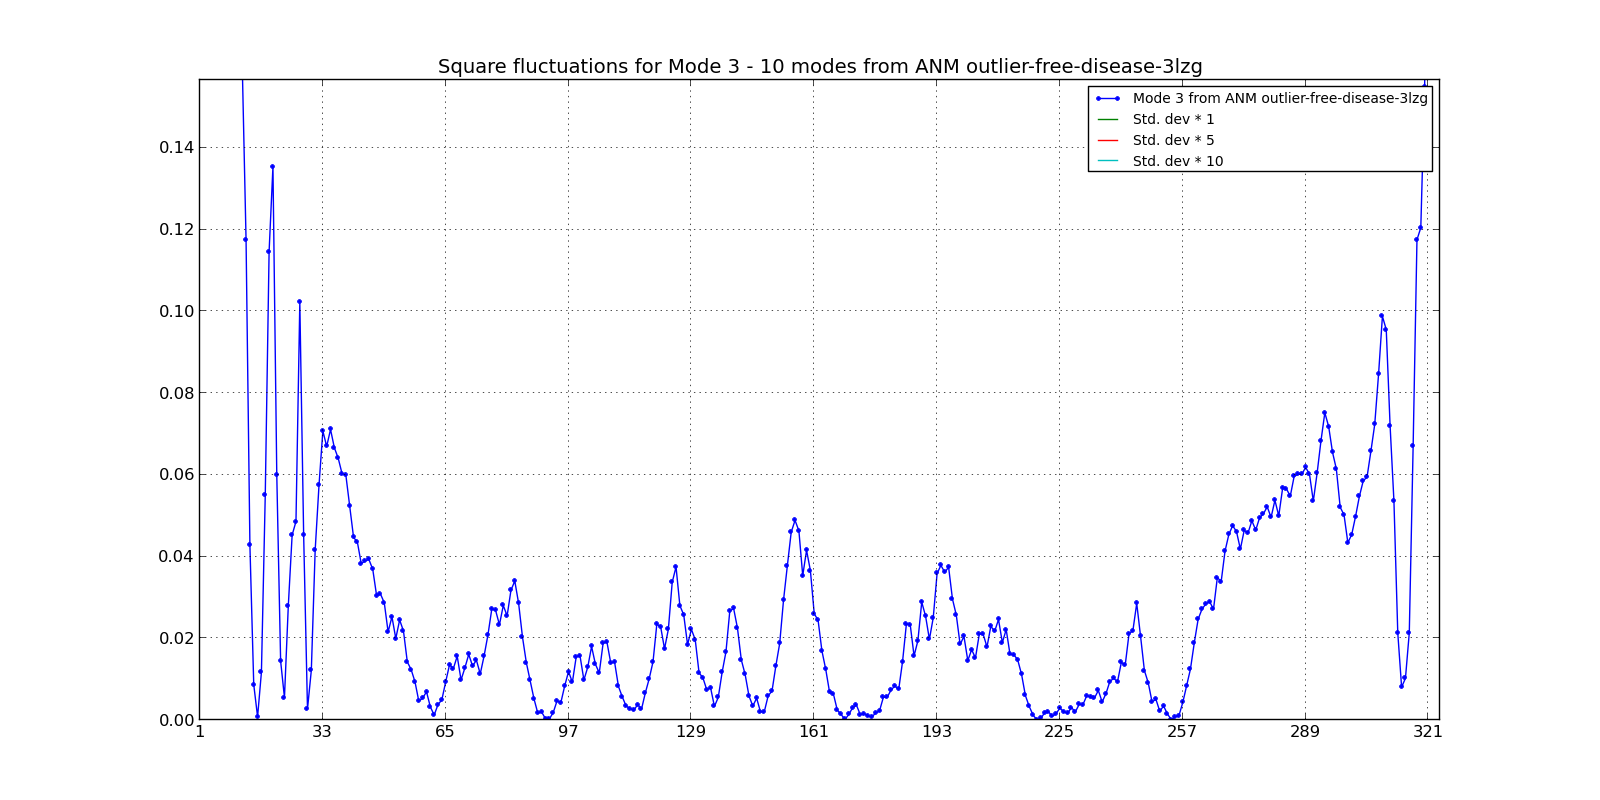 Square fluctuations for Mode 3 - 10 modes from ANM outlier-free-disease-3lzg
Mode 3 from ANM outlier-free-disease-3lzg
Std. dev * 1
Std. dev * 5
Std. dev * 10
0.14
0.12
0.10
0.08
0.06
0.04
0.02
0.00
1 33 65 97 129 161 193 225 257 289 321